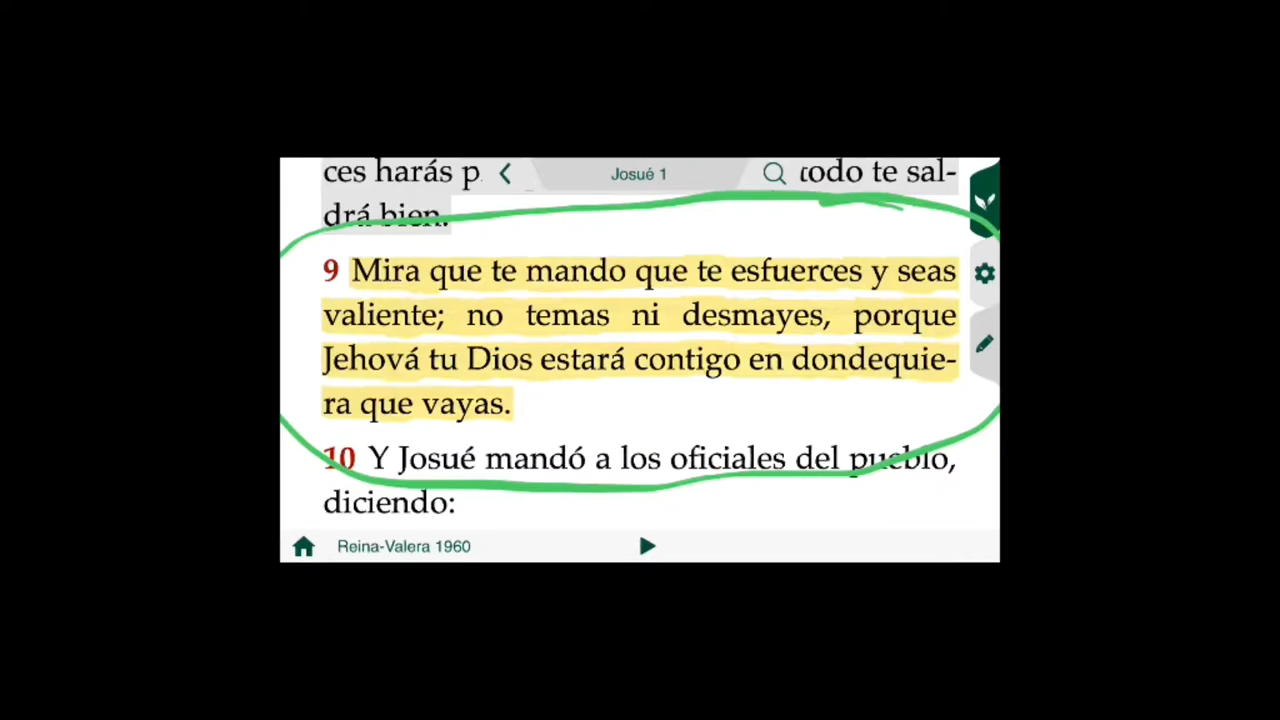 ces harás p
Josué 1
todo te sal-
drá bien.
9 Mira que te mando que te esfuerces y seas
valiente; no temas ni desmayes, porque
Jehová tu Dios estará contigo en dondequie-
ra que vayas.
10 Y Josué mandó a los oficiales del pueblo,
diciendo:
Reina-Valera 1960